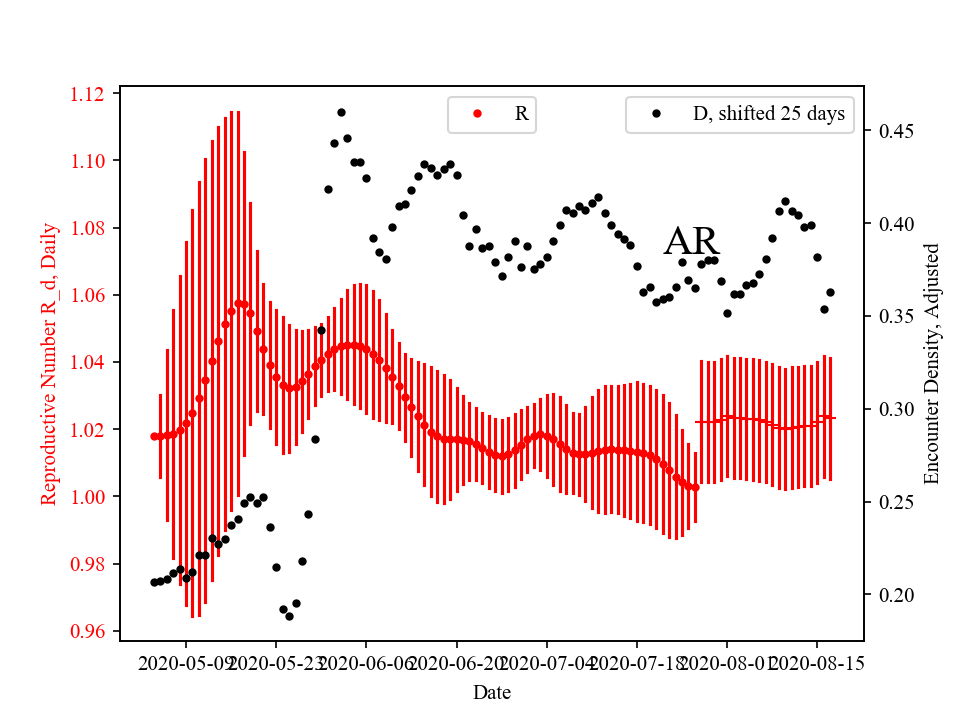 R
D, shifted 25 days
AR
Reproductive Number R_d, Daily
1.12
1.10
1.08
1.06
1.04
1.02
1.00
0.98
0.96
0.45
0.40
0.35
0.30
0.25
0.20
Encounter Density, Adjusted
2020-05-09 2020-05-23 2020-06-06 2020-06-20 2020-07-04 2020-07-18 2020-08-01 2020-08-15
Date